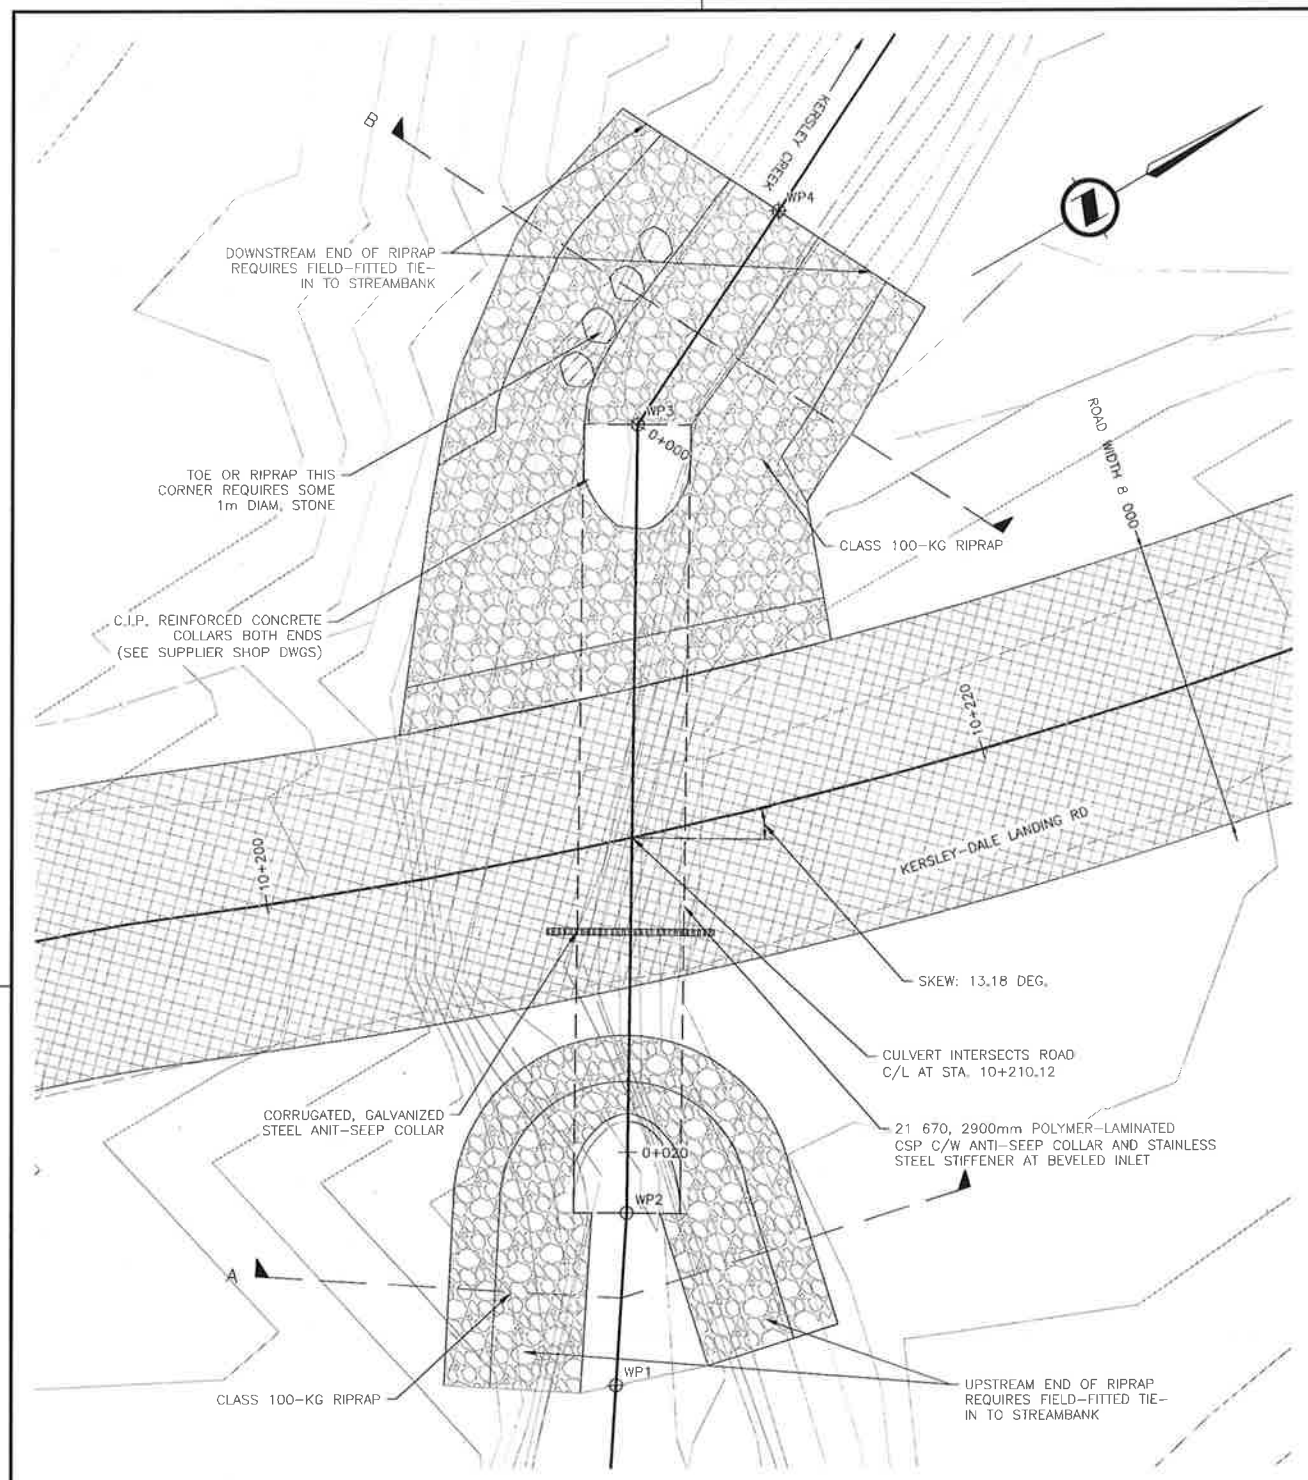 B
KERSLEY CREEK
WP4
DOWNSTREAM END OF RIPRAP
REQUIRES FIELD-FITTED TIE-
IN TO STREAMBANK
WP3
0+000
ROAD WIDTH 8 000
TOE OR RIPRAP THIS
CORNER REQUIRES SOME
1m DIAM. STONE
CLASS 100-KG RIPRAP
C.I.P. REINFORCED CONCRETE
COLLARS BOTH ENDS
(SEE SUPPLIER SHOP DWGS)
10+220
10+200
KERSLEY-DALE LANDING RD
SKEW: 13.18 DEG.
CULVERT INTERSECTS ROAD
C/L AT STA. 10+210.12
CORRUGATED, GALVANIZED
STEEL ANIT-SEEP COLLAR
21 670, 2900mm POLYMER-LAMINATED
CSP C/W ANTI-SEEP COLLAR AND STAINLESS
STEEL STIFFENER AT BEVELED INLET
0+020
WP2
A
WP1
CLASS 100-KG RIPRAP
UPSTREAM END OF RIPRAP
REQUIRES FIELD-FITTED TIE-
IN TO STREAMBANK